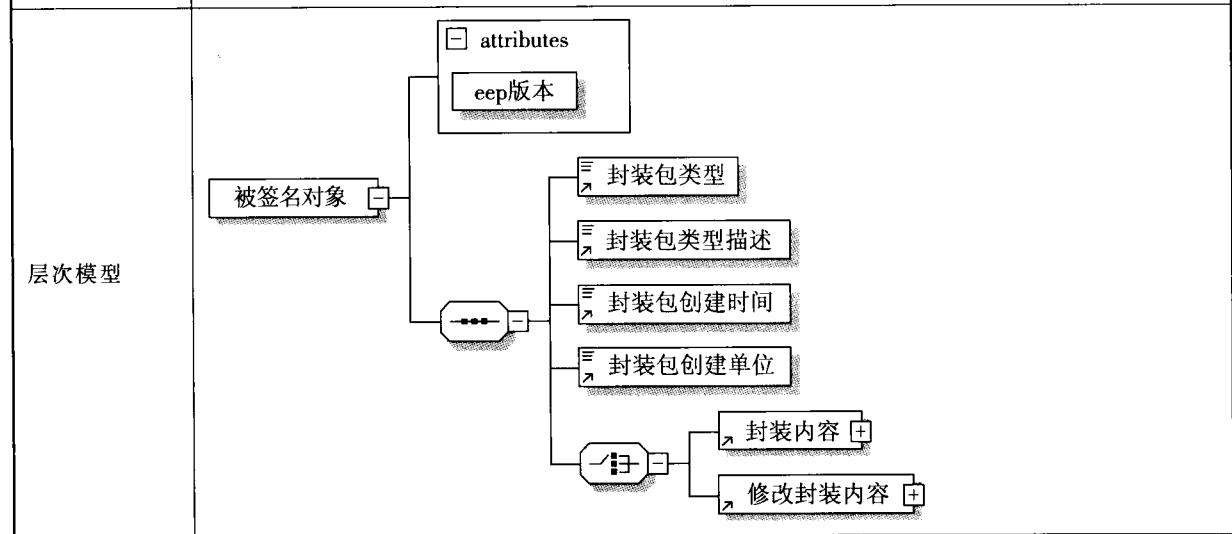 attributes
eep版本
封装包类型
被签名对象
封装包类型描述
层次模型
封装包创建时间
封装包创建单位
封装内容
修改封装内容